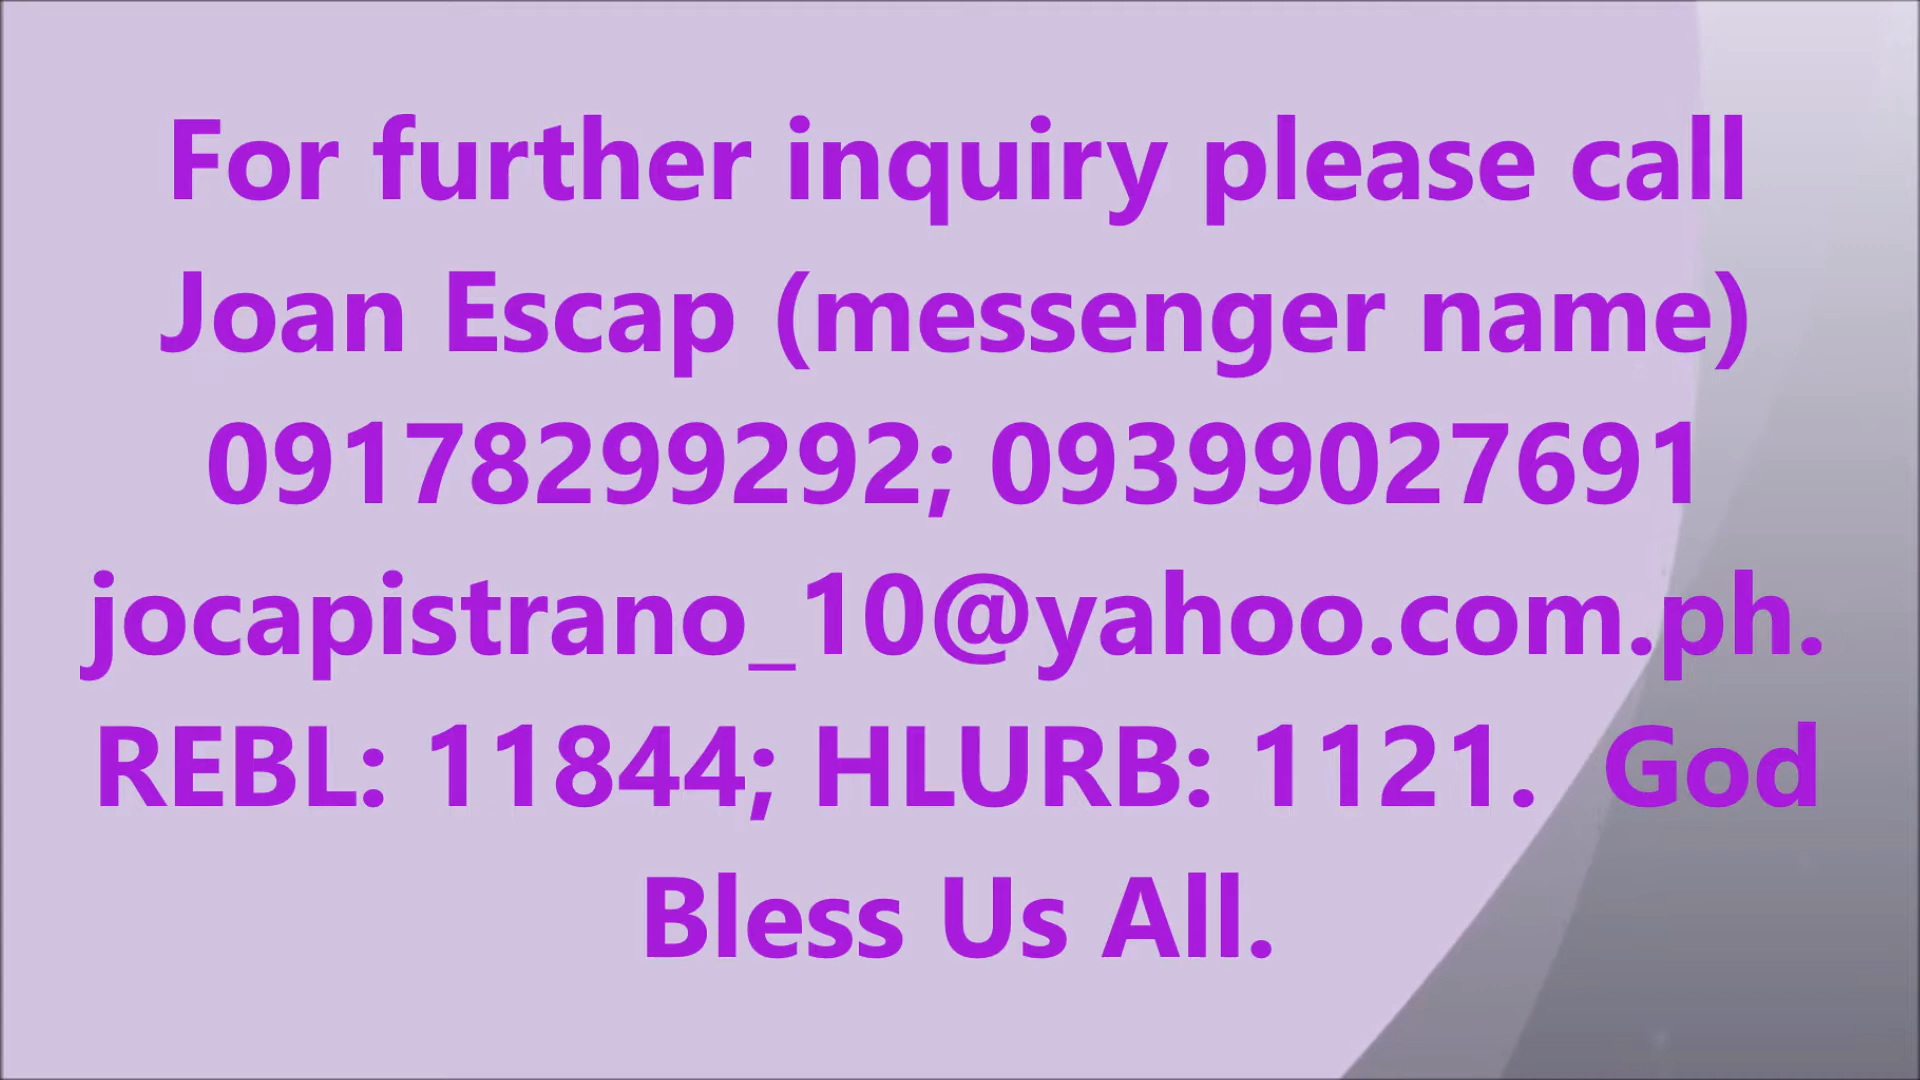 For further inquiry please call
Joan Escap (messenger name)
09178299292; 09399027691
jocapistrano_10@yahoo.com.ph.
REBL: 11844; HLURB: 1121.  God
Bless Us All.